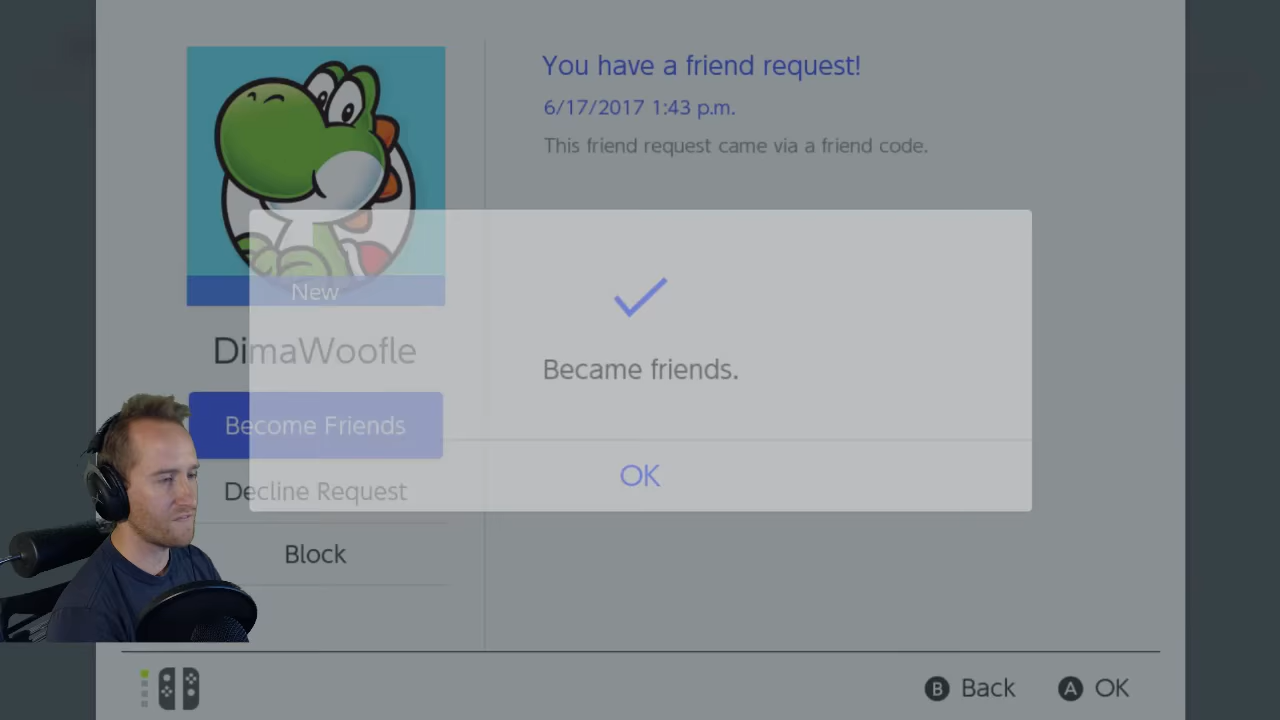 You have a friend request!
6/17/2017 1:43 p.m.
This friend request came via a friend code.
New
DimaWoofle
Become Friends
Decline Request
Block
Became friends.
OK
B Back
A OK